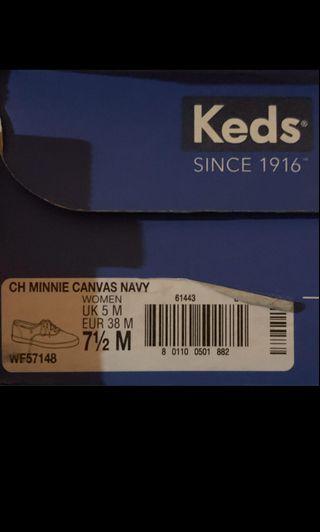 Keds®
SINCE 1916™
CH MINNIE CANVAS NAVY
WOMEN
UK 5 M
EUR 38 M
7½ M
WF57148
61443
8 0110 0501 882